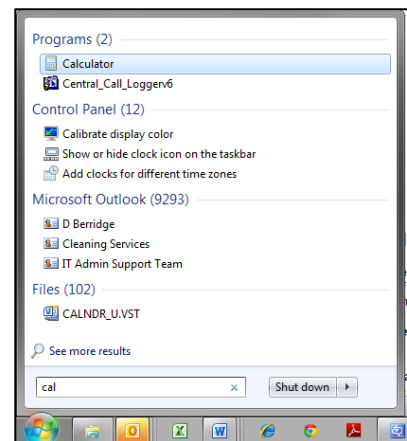 Programs (2)
Calculator
Central_Call_Loggerv6
Control Panel (12)
Calibrate display color
Show or hide clock icon on the taskbar
Add clocks for different time zones
Microsoft Outlook (9293)
D Berridge
Cleaning Services
IT Admin Support Team
Files (102)
CALNDR_U.VST
See more results
cal
Shut down